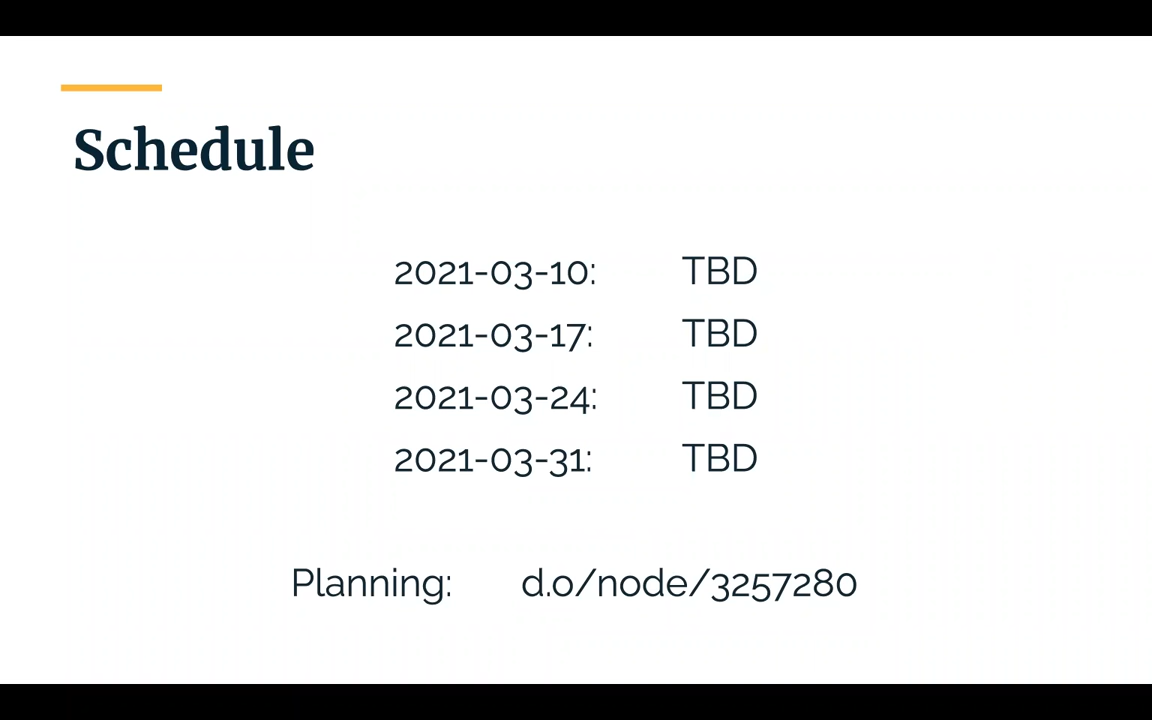 Schedule
2021-03-10: TBD
2021-03-17: TBD
2021-03-24: TBD
2021-03-31: TBD
Planning: d.o/node/3257280